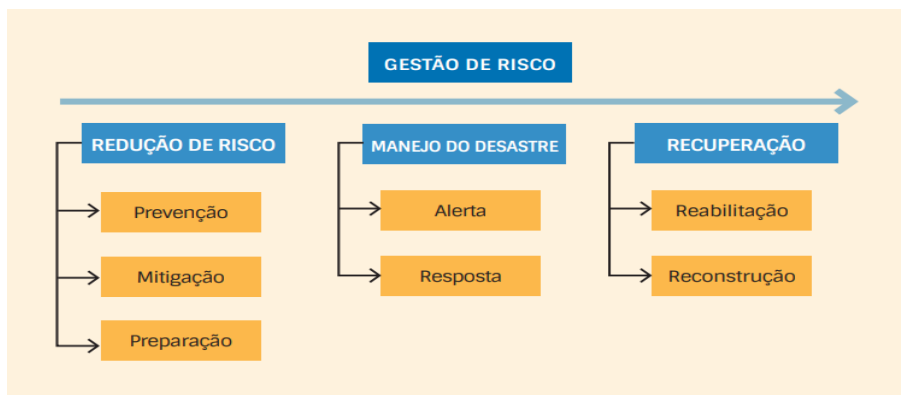 GESTÃO DE RISCO
REDUÇÃO DE RISCO
Prevenção
Mitigação
Preparação
MANEJO DO DESASTRE
Alerta
Resposta
RECUPERAÇÃO
Reabilitação
Reconstrução